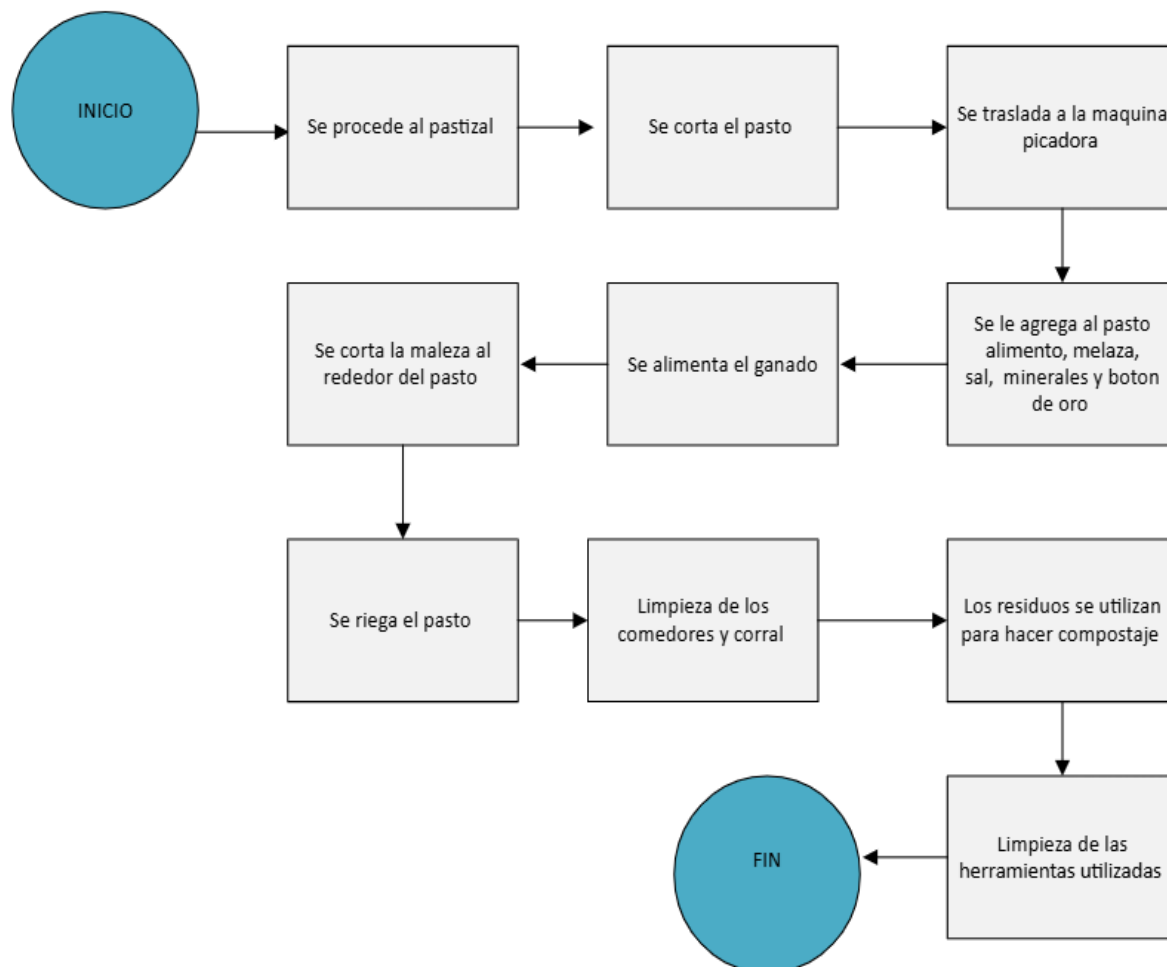 INICIO
Se procede al pastizal
Se corta el pasto
Se traslada a la maquina
picadora
Se le agrega al pasto
alimento, melaza,
sal, minerales y boton
de oro
Se alimenta el ganado
Se corta la maleza al
rededor del pasto
Se riega el pasto
Limpieza de los
comedores y corral
Los residuos se utilizan
para hacer compostaje
Limpieza de las
herramientas utilizadas
FIN